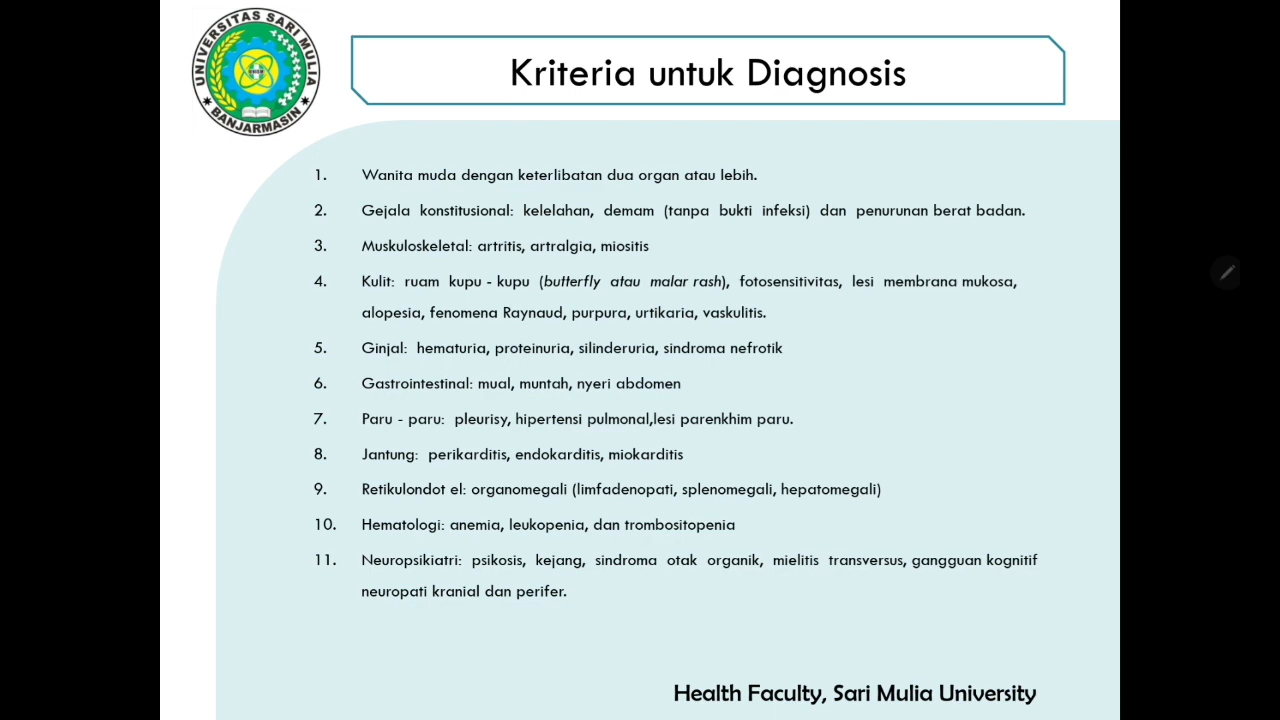 UNIVERSITAS SARI MULIA
BANJARMASIN
Kriteria untuk Diagnosis
1. Wanita muda dengan keterlibatan dua organ atau lebih.
2. Gejala konstitusional: kelelahan, demam (tanpa bukti infeksi) dan penurunan berat badan.
3. Muskuloskeletal: artritis, artralgia, miositis
4. Kulit: ruam kupu - kupu (butterfly atau malar rash), fotosensitivitas, lesi membrana mukosa,
alopesia, fenomena Raynaud, purpura, urtikaria, vaskulitis.
5. Ginjal: hematuria, proteinuria, silinderuria, sindroma nefrotik
6. Gastrointestinal: mual, muntah, nyeri abdomen
7. Paru - paru: pleurisy, hipertensi pulmonal,lesi parenkhim paru.
8. Jantung: perikarditis, endokarditis, miokarditis
9. Retikulondot el: organomegali (limfadenopati, splenomegali, hepatomegali)
10. Hematologi: anemia, leukopenia, dan trombositopenia
11. Neuropsikiatri: psikosis, kejang, sindroma otak organik, mielitis transversus, gangguan kognitif
neuropati kranial dan perifer.
Health Faculty, Sari Mulia University